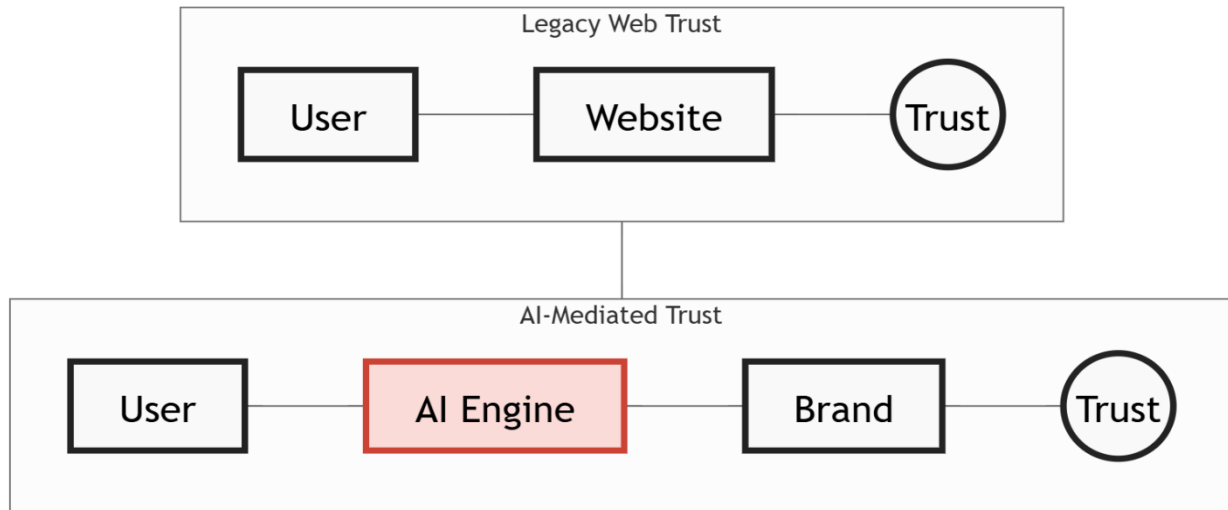 Legacy Web Trust
User
Website
Trust
AI-Mediated Trust
User
AI Engine
Brand
Trust